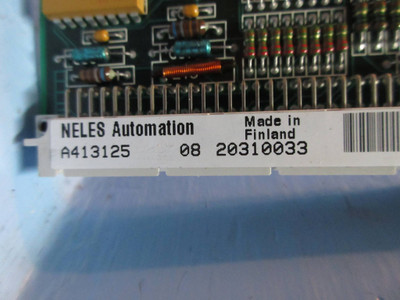 NELES Automation Made in
Finland
A413125 08 20310033